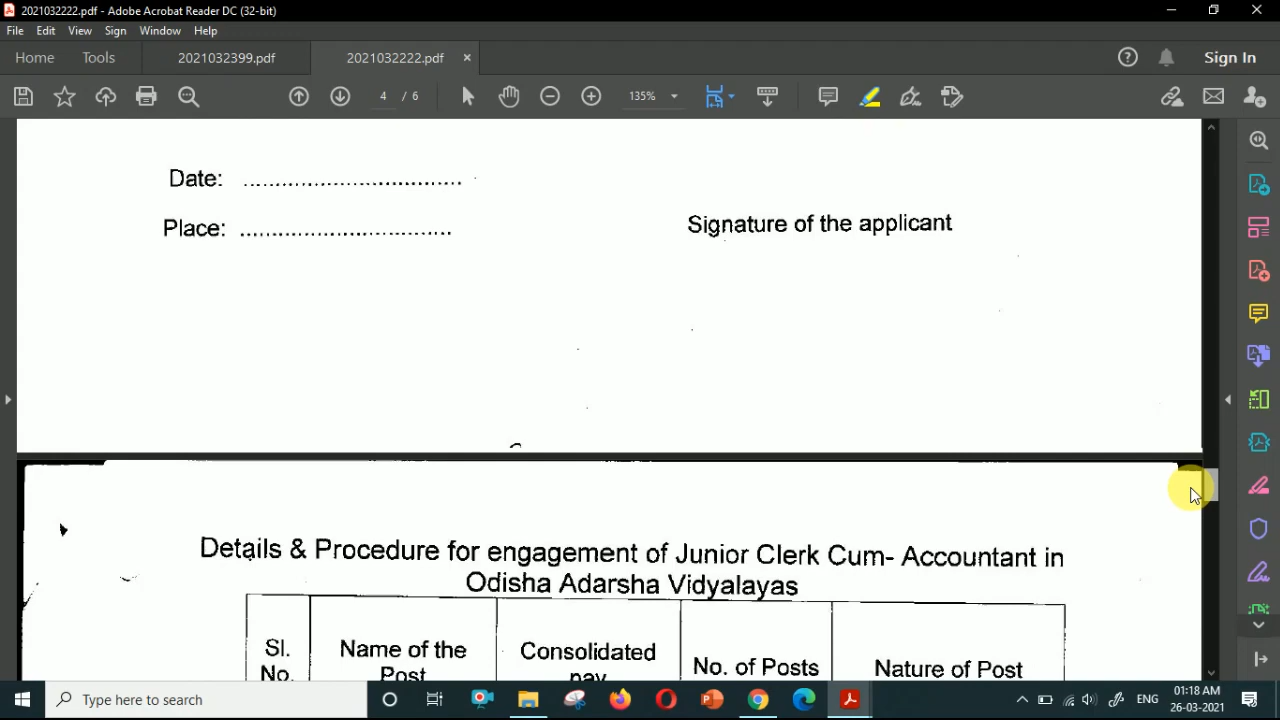 2021032222.pdf - Adobe Acrobat Reader DC (32-bit)
File Edit View Sign Window Help
Home Tools 2021032399.pdf 2021032222.pdf × Sign In
4 / 6 135%
Date: ........................................
Place: .......................................
Signature of the applicant
Details & Procedure for engagement of Junior Clerk Cum- Accountant in
Odisha Adarsha Vidyalayas
Sl. No. Name of the Post Consolidated pay No. of Posts Nature of Post
Type here to search
ENG
01:18 AM
26-03-2021